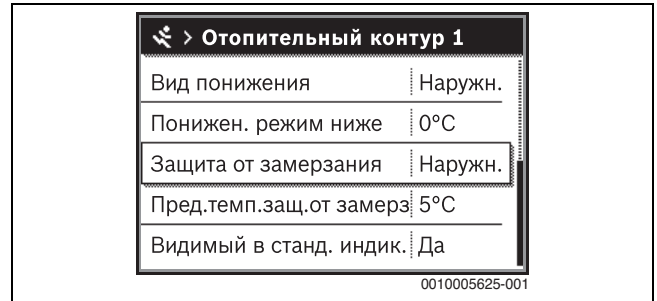 > Отопительный контур 1
Вид понижения Наружн.
Понижен. режим ниже 0°C
Защита от замерзания Наружн.
Пред.темп.защ.от замерз 5°C
Видимый в станд. индик. Да
0010005625-001